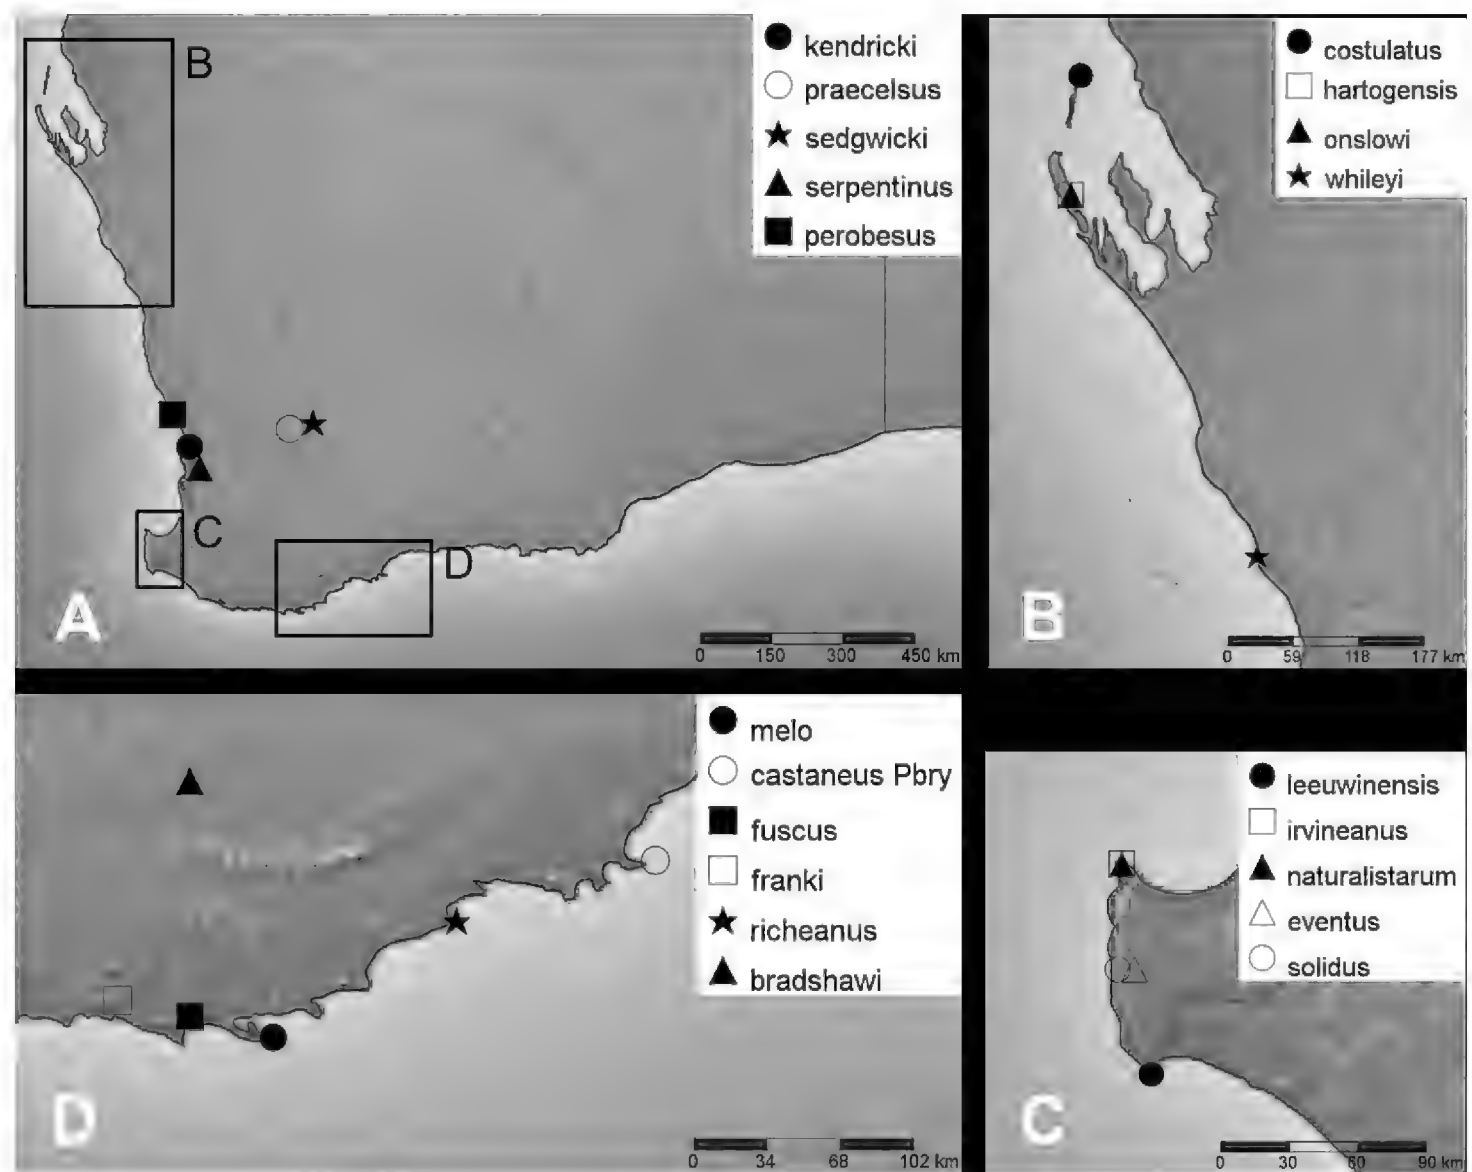 kendricki
praecelsus
sedgwicki
serpentinus
perobesus
B
C
D
A
0 150 300 450 km
costulatus
hartogensis
onslowi
whileyi
B
0 59 118 177 km
melo
castaneus Pbry
fuscus
franki
richeanus
bradshawi
D
0 34 68 102 km
leeuwinensis
irvineanus
naturalistarum
eventus
solidus
C
0 30 60 90 km